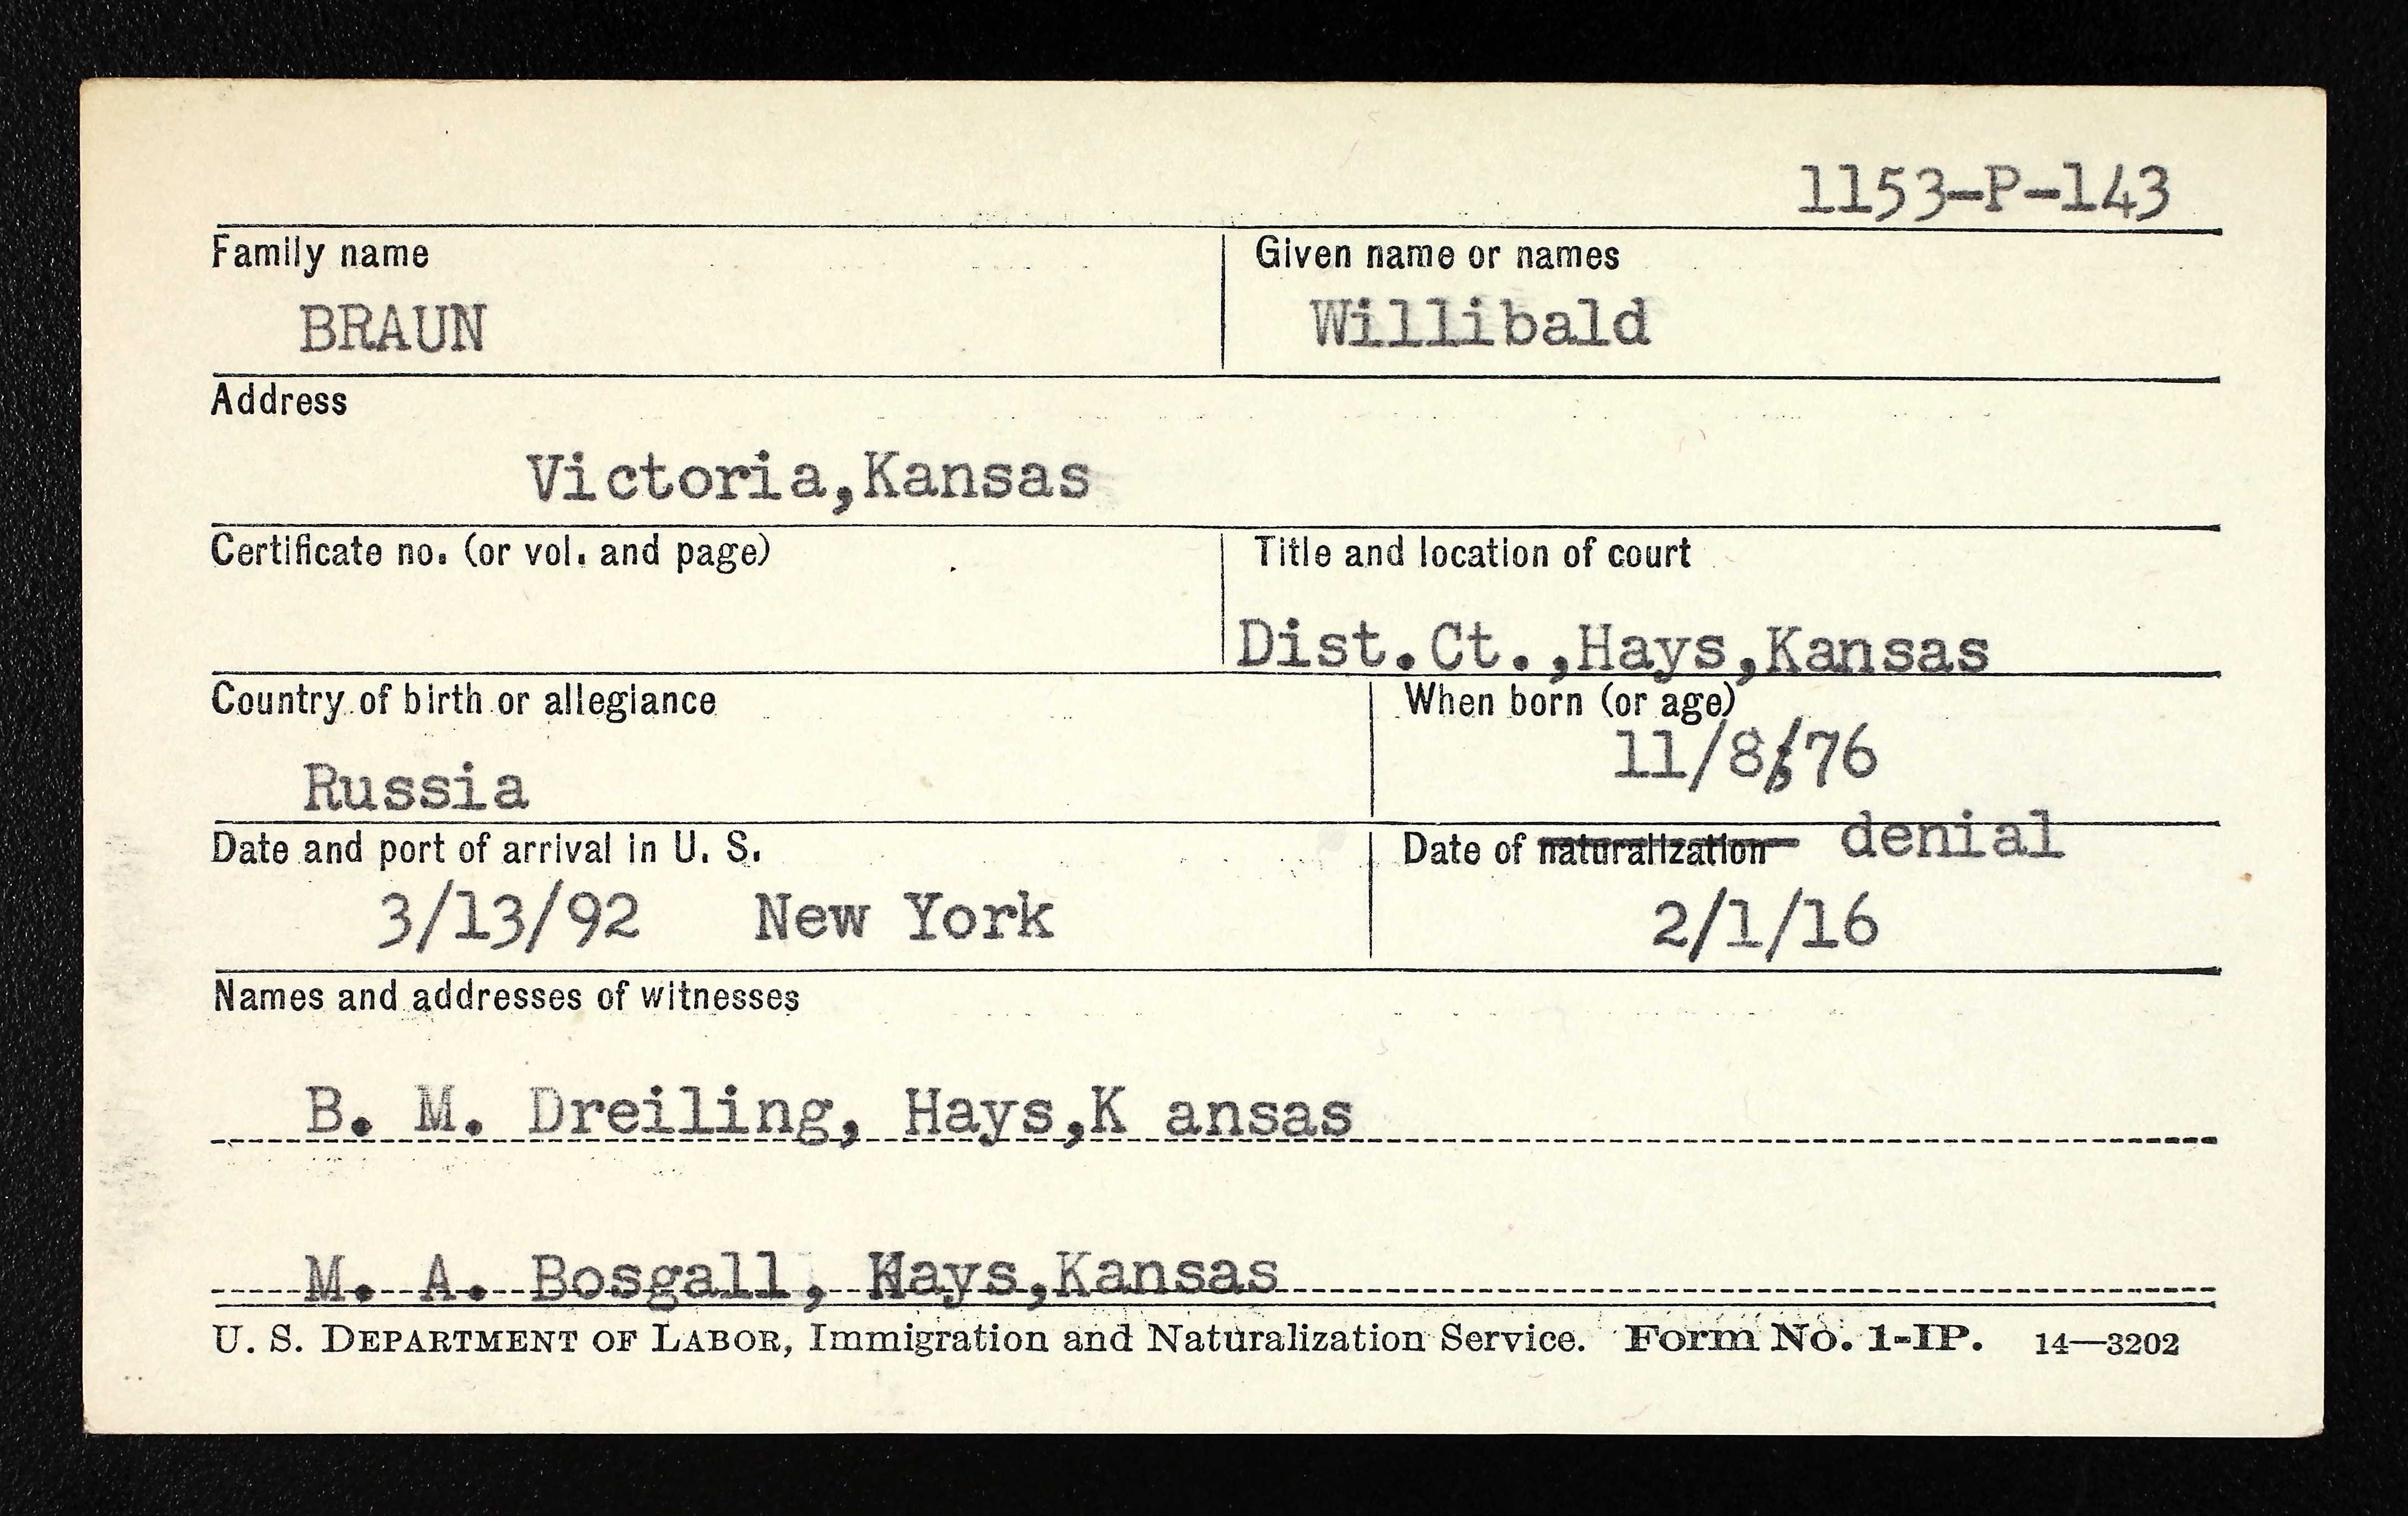 1153-P-143
Family name
Given name or names
BRAUN
Willibald
Address
Victoria,Kansas
Certificate no. (or vol. and page)
Title and location of court
Dist.Ct.,Hays,Kansas
Country of birth or allegiance
When born (or age)
Russia
11/8/76
Date and port of arrival in U. S.
Date of naturalization denial
3/13/92 New York
2/1/16
Names and addresses of witnesses
B. M. Dreiling, Hays,K ansas
M. A. Bosgall, Hays,Kansas
U. S. DEPARTMENT OF LABOR, Immigration and Naturalization Service. Form No. 1-IP. 14—3202